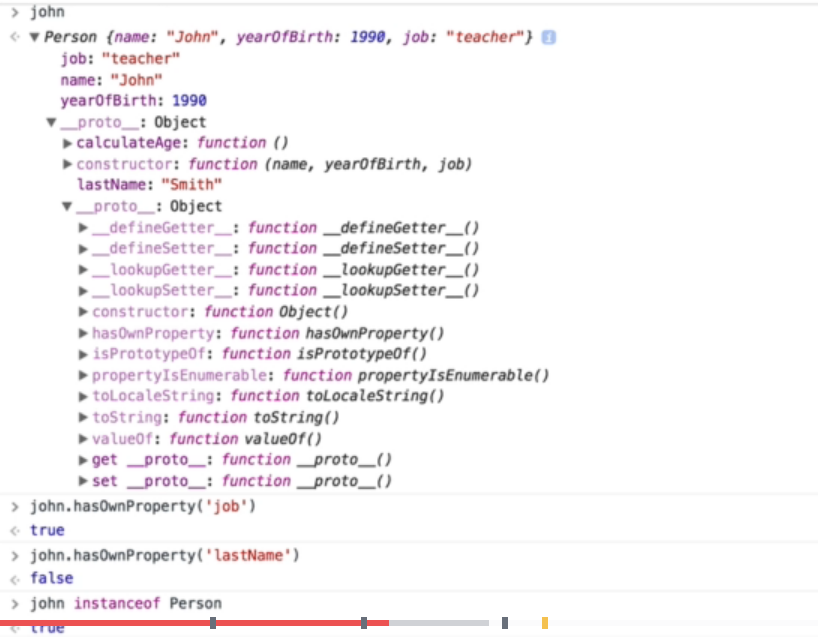 > john
Person {name: "John", yearOfBirth: 1990, job: "teacher"} i
job: "teacher"
name: "John"
yearOfBirth: 1990
__proto__: Object
calculateAge: function ()
constructor: function (name, yearOfBirth, job)
lastName: "Smith"
__proto__: Object
__defineGetter__: function __defineGetter__()
__defineSetter__: function __defineSetter__()
__lookupGetter__: function __lookupGetter__()
__lookupSetter__: function __lookupSetter__()
constructor: function Object()
hasOwnProperty: function hasOwnProperty()
isPrototypeOf: function isPrototypeOf()
propertyIsEnumerable: function propertyIsEnumerable()
toLocaleString: function toLocaleString()
toString: function toString()
valueOf: function valueOf()
get __proto__: function __proto__()
set __proto__: function __proto__()
> john.hasOwnProperty('job')
true
> john.hasOwnProperty('lastName')
false
> john instanceof Person
true